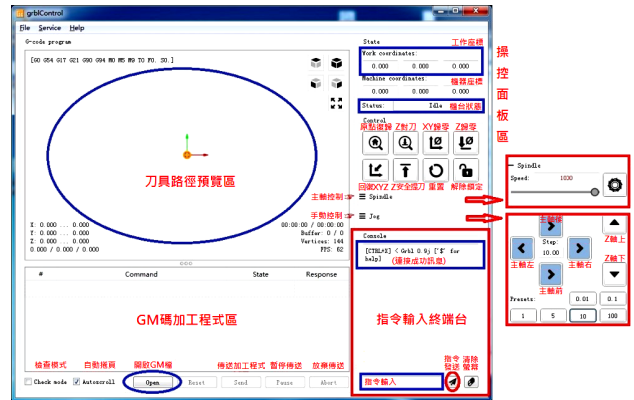 grblControl
File Service Help
G-code program
[G0 G54 G17 G21 G90 G94 M0 M5 M9 T0 F0. S0.]
刀具路徑預覽區
X: 0.000 ... 0.000
Y: 0.000 ... 0.000
Z: 0.000 ... 0.000
0.000 / 0.000 / 0.000
00:00:00 / 00:00:00
Buffer: 0 / 0
Vertices: 144
FPS: 62
# Command State Response
GM碼加工程式區
檢查模式 自動捲頁 開啟GM檔 傳送加工程式 暫停傳送 放棄傳送
Check mode Autoscroll Open Reset Send Pause Abort
State
Work coordinates: 工作座標
0.000 0.000 0.000
Machine coordinates: 機器座標
0.000 0.000 0.000
Status: Idle 機台狀態
Control
原點復歸 Z對刀 XY歸零 Z歸零
回歸XYZ Z安全提刀 重置 解除鎖定
主軸控制 Spindle
手動控制 Jog
Console
[CTRL+X] < Grbl 0.9j ['$' for
help] (連接成功訊息)
指令輸入終端台
指令 清除
發送 螢幕
指令輸入
操控面板區
Spindle
Speed: 1030
主軸後
Step:
10.00
主軸左
主軸右
主軸前
Z軸上
Z軸下
Presets: 0.01 0.1
1 5 10 100